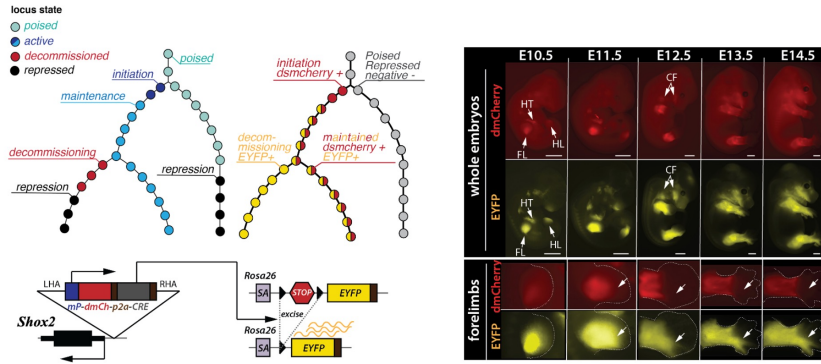 locus state
poised
active
decommissioned
repressed
poised
initiation
maintenance
decommissioning
repression
repression
initiation
dsmcherry +
Poised
Repressed
negative -
decom-
missioning
EYFP+
maintained
dsmcherry +
EYFP+
LHA
RHA
mP-dmCh-p2a-CRE
Shox2
Rosa26
SA
STOP
EYFP
excise
Rosa26
SA
EYFP
E10.5 E11.5 E12.5 E13.5 E14.5
whole embryos
dmCherry
HT
CF
FL
HL
EYFP
HT
CF
FL
HL
forelimbs
dmCherry
EYFP